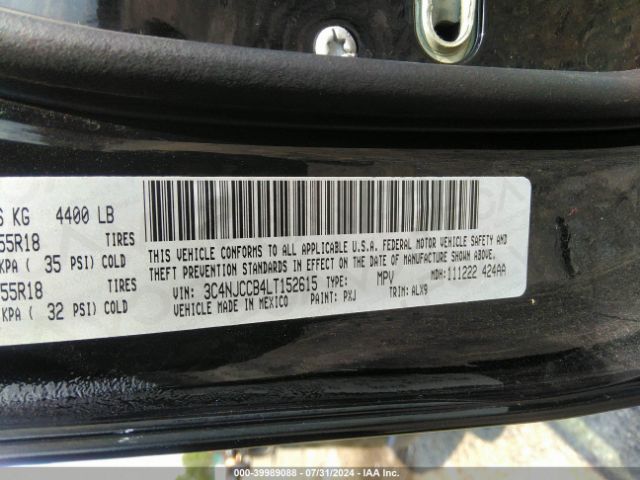 S KG 4400 LB
55R18 TIRES
KPA ( 35 PSI) COLD
55R18 TIRES
KPA ( 32 PSI) COLD
THIS VEHICLE CONFORMS TO ALL APPLICABLE U.S.A. FEDERAL MOTOR VEHICLE SAFETY AND
THEFT PREVENTION STANDARDS IN EFFECT ON THE DATE OF MANUFACTURE SHOWN ABOVE.
VIN: 3C4NJCCB4LT152615 TYPE: MPV MDH: 111222 424AA
VEHICLE MADE IN MEXICO PAINT: PXJ TRIM: ALX9
000-39989088 - 07/31/2024 - IAA Inc.